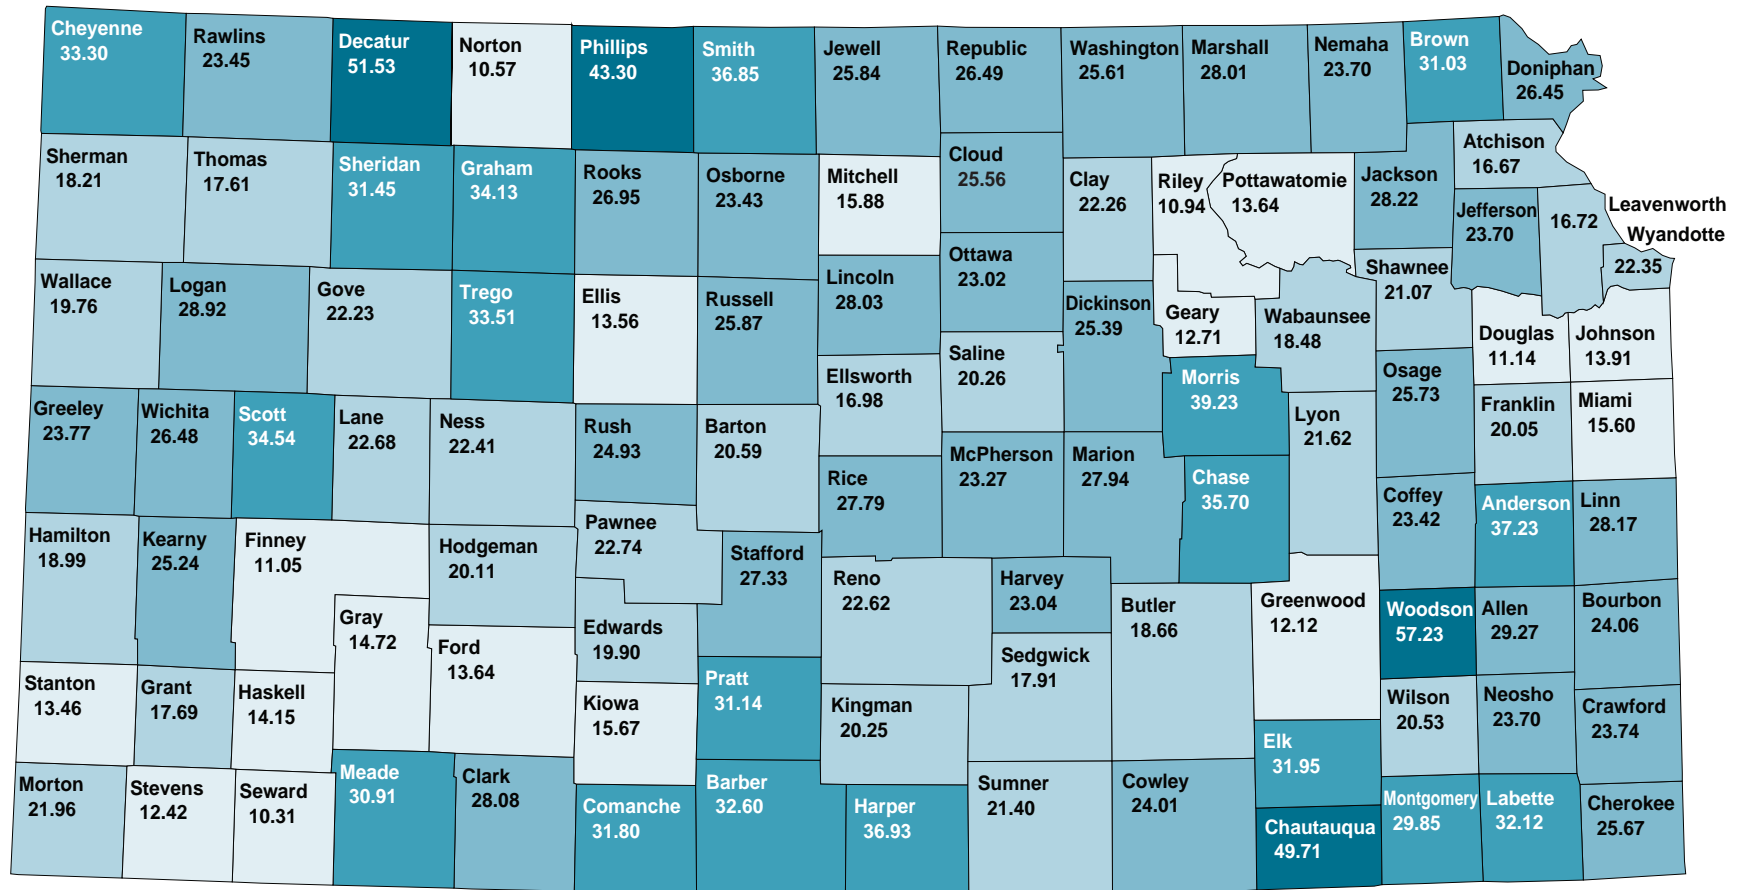 Cheyenne
33.30
Rawlins
23.45
Decatur
51.53
Norton
10.57
Phillips
43.30
Smith
36.85
Jewell
25.84
Republic
26.49
Washington
25.61
Marshall
28.01
Nemaha
23.70
Brown
31.03
Doniphan
26.45
Sherman
18.21
Thomas
17.61
Sheridan
31.45
Graham
34.13
Rooks
26.95
Osborne
23.43
Mitchell
15.88
Cloud
25.56
Clay
22.26
Riley
10.94
Pottawatomie
13.64
Jackson
28.22
Atchison
16.67
Jefferson
23.70
Leavenworth
16.72
Wyandotte
22.35
Wallace
19.76
Logan
28.92
Gove
22.23
Trego
33.51
Ellis
13.56
Russell
25.87
Lincoln
28.03
Ottawa
23.02
Dickinson
25.39
Geary
12.71
Wabaunsee
18.48
Shawnee
21.07
Douglas
11.14
Johnson
13.91
Saline
20.26
Ellsworth
16.98
Morris
39.23
Osage
25.73
Franklin
20.05
Miami
15.60
Greeley
23.77
Wichita
26.48
Scott
34.54
Lane
22.68
Ness
22.41
Rush
24.93
Barton
20.59
Rice
27.79
McPherson
23.27
Marion
27.94
Chase
35.70
Lyon
21.62
Coffey
23.42
Anderson
37.23
Linn
28.17
Hamilton
18.99
Kearny
25.24
Finney
11.05
Hodgeman
20.11
Pawnee
22.74
Stafford
27.33
Reno
22.62
Harvey
23.04
Butler
18.66
Greenwood
12.12
Woodson
57.23
Allen
29.27
Bourbon
24.06
Gray
14.72
Ford
13.64
Edwards
19.90
Sedgwick
17.91
Stanton
13.46
Grant
17.69
Haskell
14.15
Kiowa
15.67
Pratt
31.14
Kingman
20.25
Wilson
20.53
Neosho
23.70
Crawford
23.74
Elk
31.95
Morton
21.96
Stevens
12.42
Seward
10.31
Meade
30.91
Clark
28.08
Comanche
31.80
Barber
32.60
Harper
36.93
Sumner
21.40
Cowley
24.01
Chautauqua
49.71
Montgomery
29.85
Labette
32.12
Cherokee
25.67